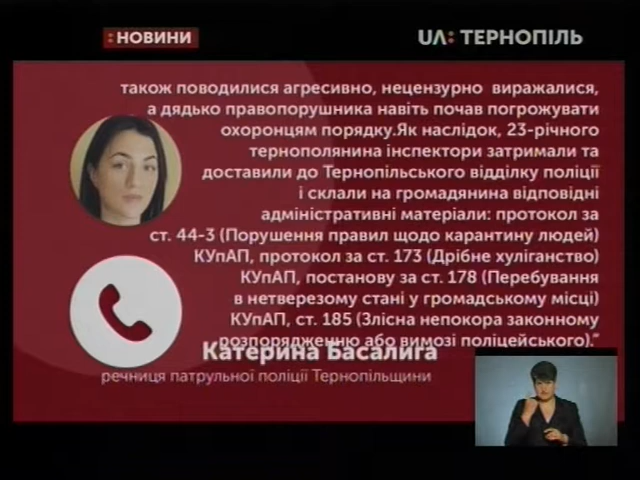 :НОВИНИ
UA: ТЕРНОПІЛЬ
також поводилися агресивно, нецензурно виражалися,
а дядько правопорушника навіть почав погрожувати
охоронцям порядку.Як наслідок, 23-річного
тернополянина інспектори затримали та
доставили до Тернопільського відділку поліції
і склали на громадянина відповідні
адміністративні матеріали: протокол за
ст. 44-3 (Порушення правил щодо карантину людей)
КУпАП, протокол за ст. 173 (Дрібне хуліганство)
КУпАП, постанову за ст. 178 (Перебування
в нетверезому стані у громадському місці)
КУпАП, ст. 185 (Злісна непокора законному
розпорядженню або вимозі поліцейського)."
Катерина Басалига
речниця патрульної поліції Тернопільщини